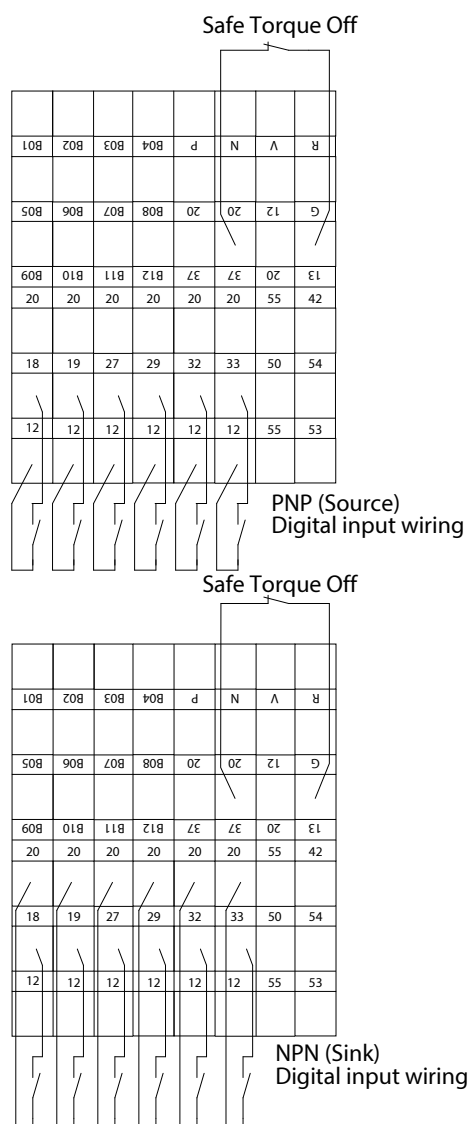 Safe Torque Off
B01 B02 B03 B04 P N V R
B05 B06 B07 B08 20 20 12 G
B09 B10 B11 B12 37 37 20 13
20 20 20 20 20 20 55 42
18 19 27 29 32 33 50 54
12 12 12 12 12 12 55 53
PNP (Source)
Digital input wiring
Safe Torque Off
B01 B02 B03 B04 P N V R
B05 B06 B07 B08 20 20 12 G
B09 B10 B11 B12 37 37 20 13
20 20 20 20 20 20 55 42
18 19 27 29 32 33 50 54
12 12 12 12 12 12 55 53
NPN (Sink)
Digital input wiring